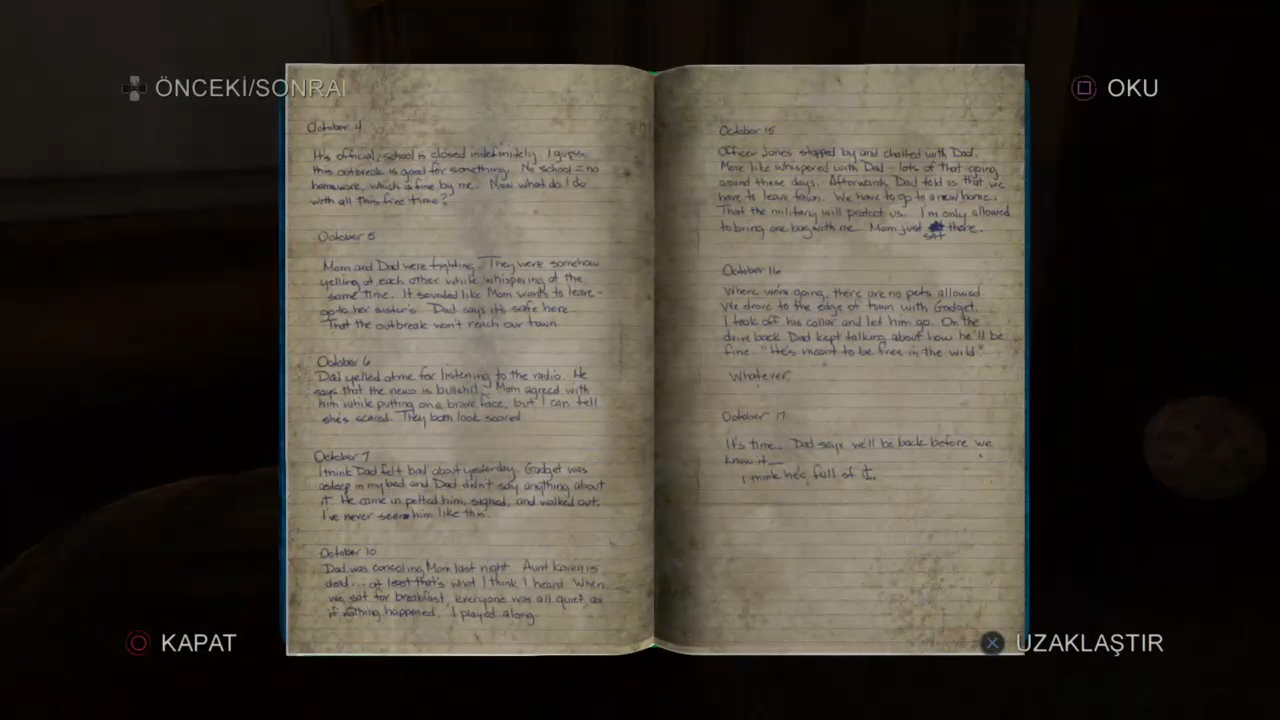 ÖNCEKİ/SONRAI
OKU
October 4
It's official, school is closed indefinitely. I guess
this outbreak is good for something. No school = no
homework, which is fine by me. Now what do I do
with all this free time?
October 5
Mom and Dad were fighting. They were somehow
yelling at each other while whispering at the
same time. It sounded like Mom wants to leave -
go to her sister's. Dad says it's safe here.
That the outbreak won't reach our town
October 6
Dad yelled at me for listening to the radio. He
says that the news is bullshit. Mom agreed with
him while putting on a brave face, but I can tell
she's scared. They both look scared
October 7
I think Dad felt bad about yesterday. Gadget was
asleep in my bed and Dad didn't say anything about
it. He came in petted him, sighed, and walked out.
I've never seen him like this.
October 10
Dad was consoling Mom last night. Aunt Karen is
dead... at least that's what I think I heard. When
we sat for breakfast, everyone was all quiet as
if nothing happened. I played along
October 15
Officer Jones stopped by and chatted with Dad.
More like whispered with Dad - lots of that going
around these days. Afterwards, Dad told us that we
have to leave town. We have to go to a new home.
That the military will protect us. I'm only allowed
to bring one bag with me. Mom just sat there.
October 16
Where we're going, there are no pets allowed.
We drove to the edge of town with Gadget.
I took off his collar and let him go. On the
drive back Dad kept talking about how he'll be
fine. "He's meant to be free in the wild"
Whatever.
October 17
It's time. Dad says we'll be back before we
know it
I think he's full of it.
KAPAT
UZAKLAŞTIR